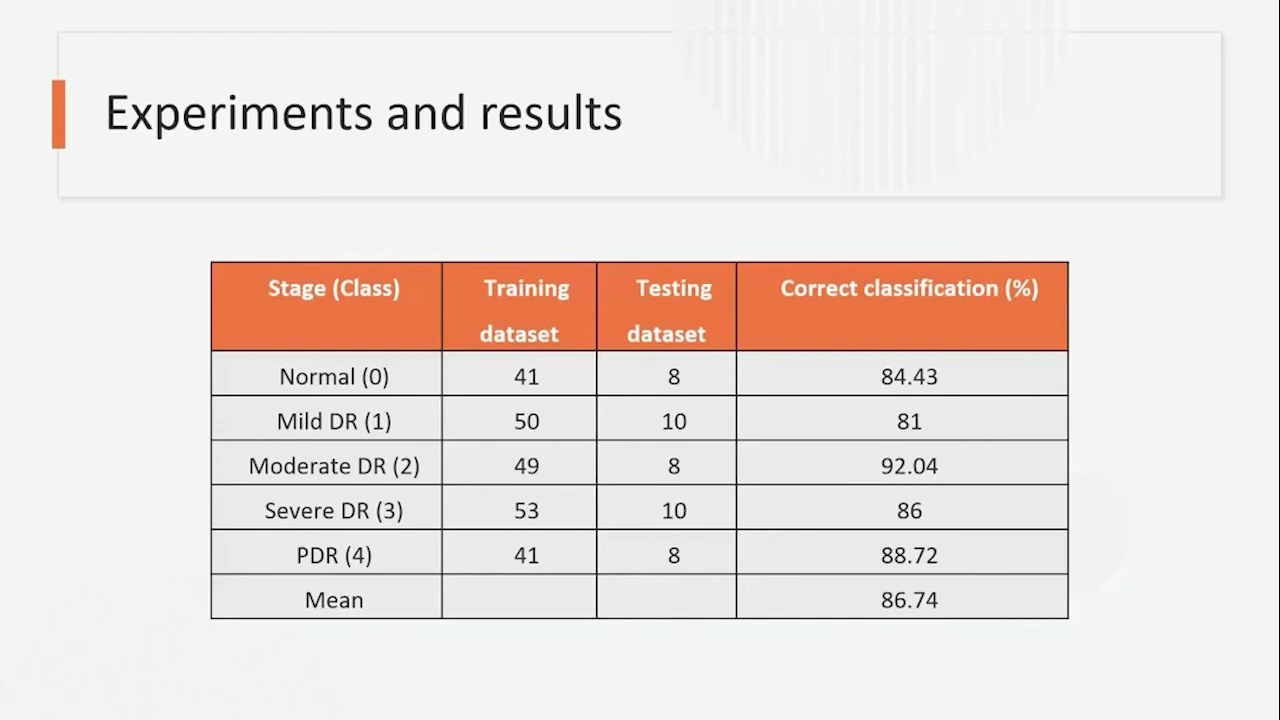 Experiments and results
Stage (Class) Training dataset Testing dataset Correct classification (%)
Normal (0) 41 8 84.43
Mild DR (1) 50 10 81
Moderate DR (2) 49 8 92.04
Severe DR (3) 53 10 86
PDR (4) 41 8 88.72
Mean 86.74